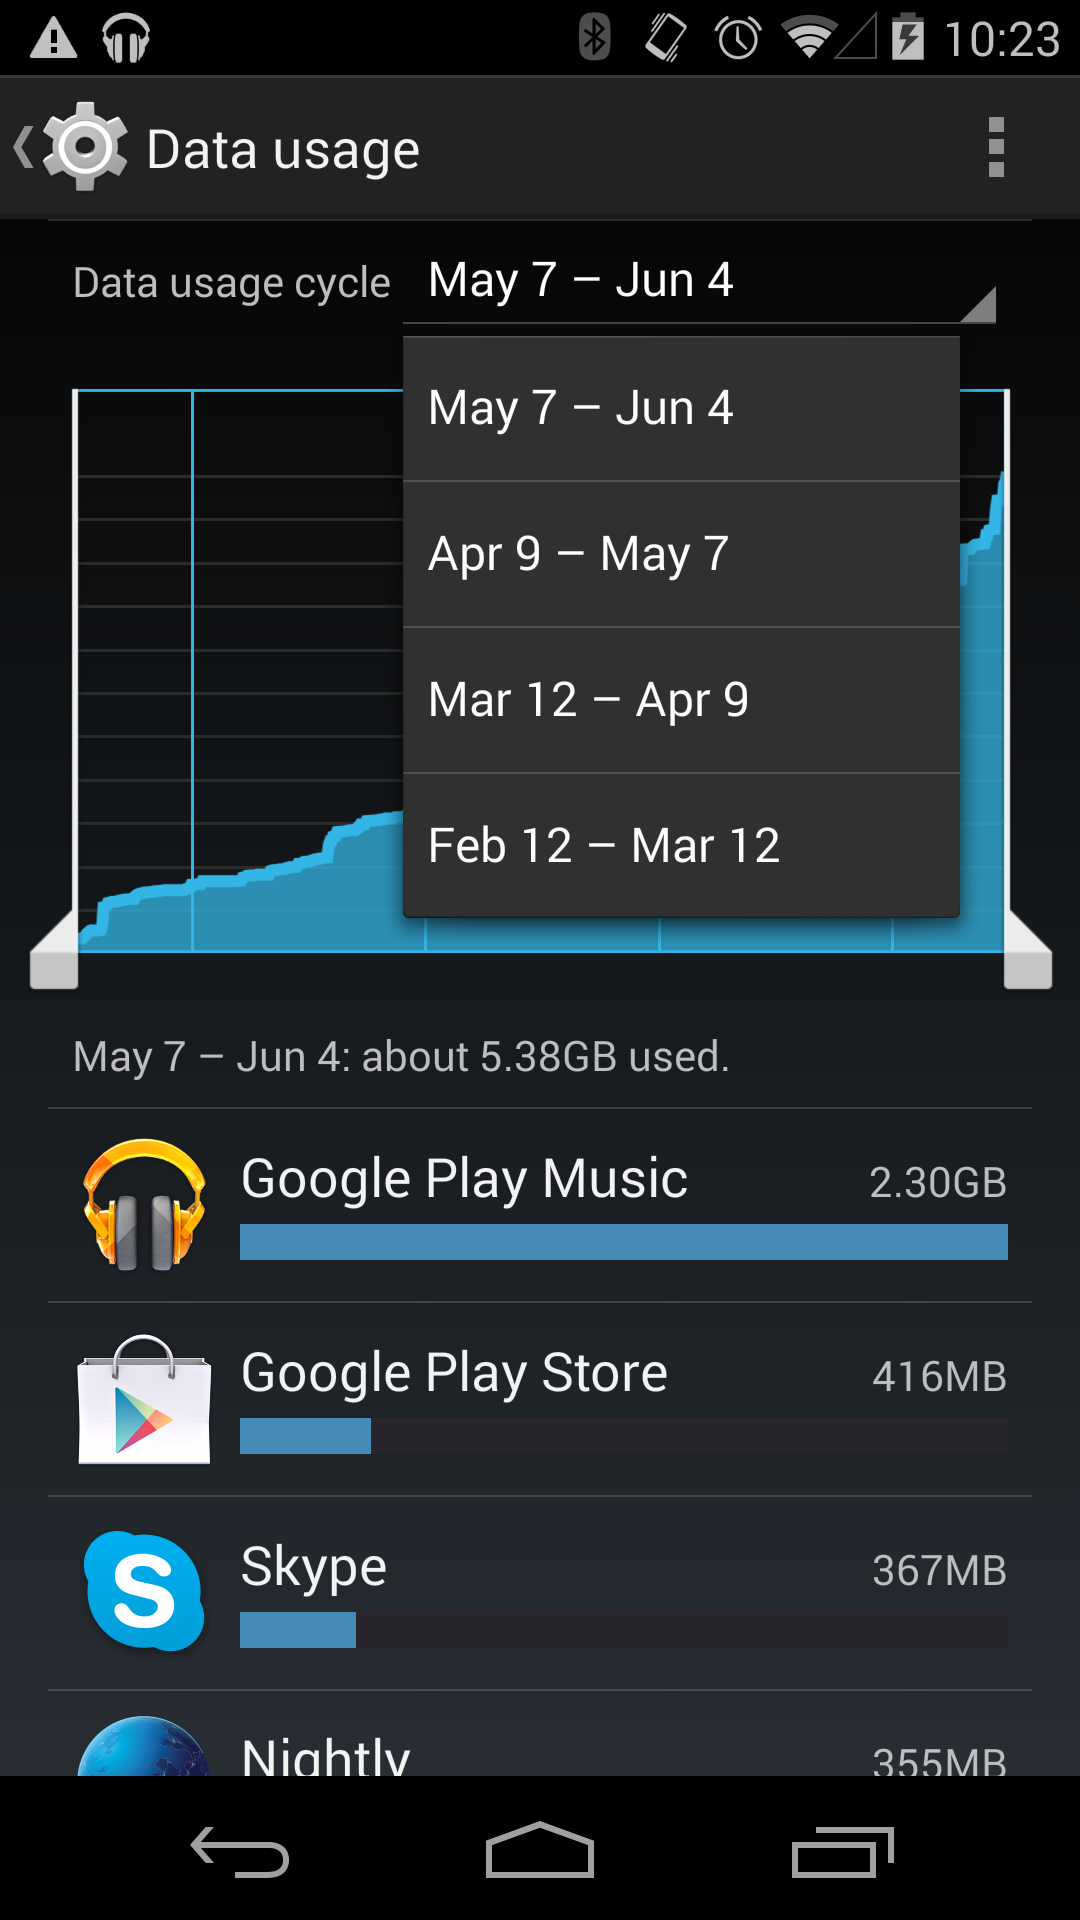 10:23
Data usage
Data usage cycle May 7 – Jun 4
May 7 – Jun 4
Apr 9 – May 7
Mar 12 – Apr 9
Feb 12 – Mar 12
May 7 – Jun 4: about 5.38GB used.
Google Play Music 2.30GB
Google Play Store 416MB
Skype 367MB
Nightly 355MB